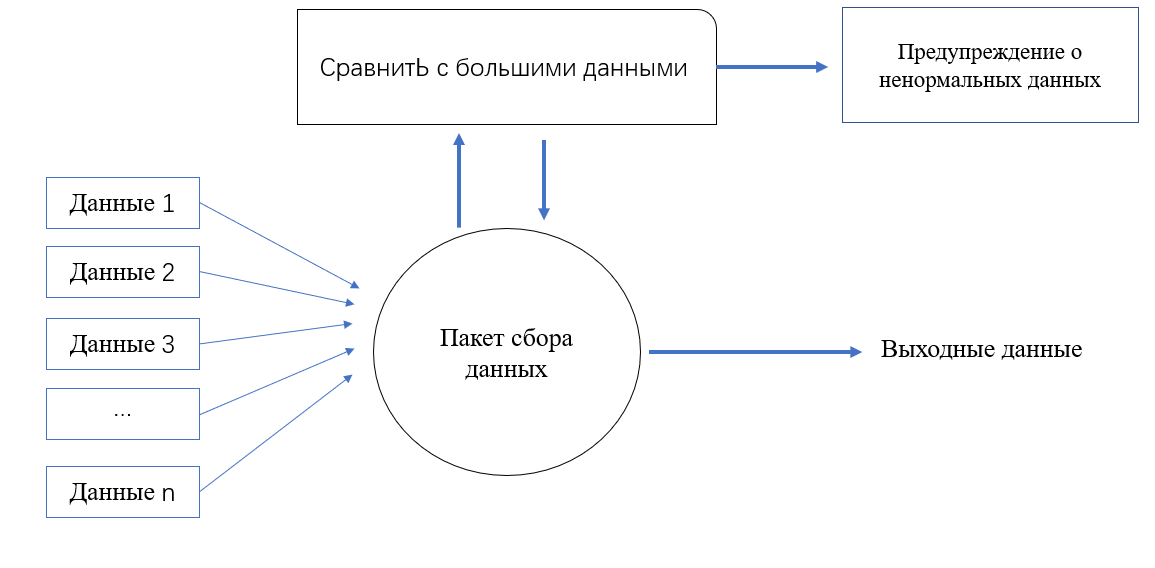 Сравнить с большими данными
Предупреждение о
ненормальных данных
Данные 1
Данные 2
Данные 3
...
Данные n
Пакет сбора
данных
Выходные данные